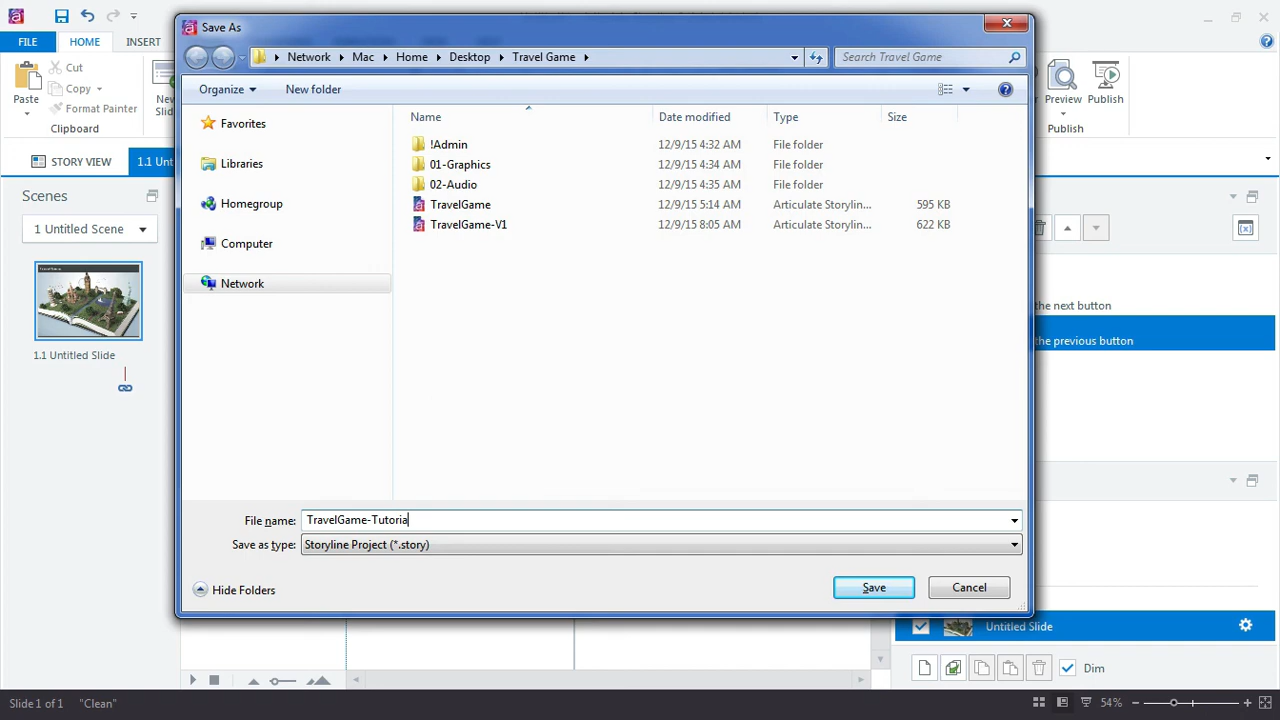 Save As
FILE
HOME
INSERT
Network Mac Home Desktop Travel Game
Search Travel Game
Paste
Cut
Copy
Format Painter
Clipboard
New
Preview
Publish
Publish
Organize
New folder
STORY VIEW
1.1 Unt
Scenes
1 Untitled Scene
1.1 Untitled Slide
Favorites
Libraries
Homegroup
Computer
Network
Name Date modified Type Size
!Admin 12/9/15 4:32 AM File folder
01-Graphics 12/9/15 4:34 AM File folder
02-Audio 12/9/15 4:35 AM File folder
TravelGame 12/9/15 5:14 AM Articulate Storylin... 595 KB
TravelGame-V1 12/9/15 8:05 AM Articulate Storylin... 622 KB
the next button
the previous button
File name: TravelGame-Tutoria
Save as type: Storyline Project (*.story)
Hide Folders
Save
Cancel
Untitled Slide
Dim
Slide 1 of 1
"Clean"
54%